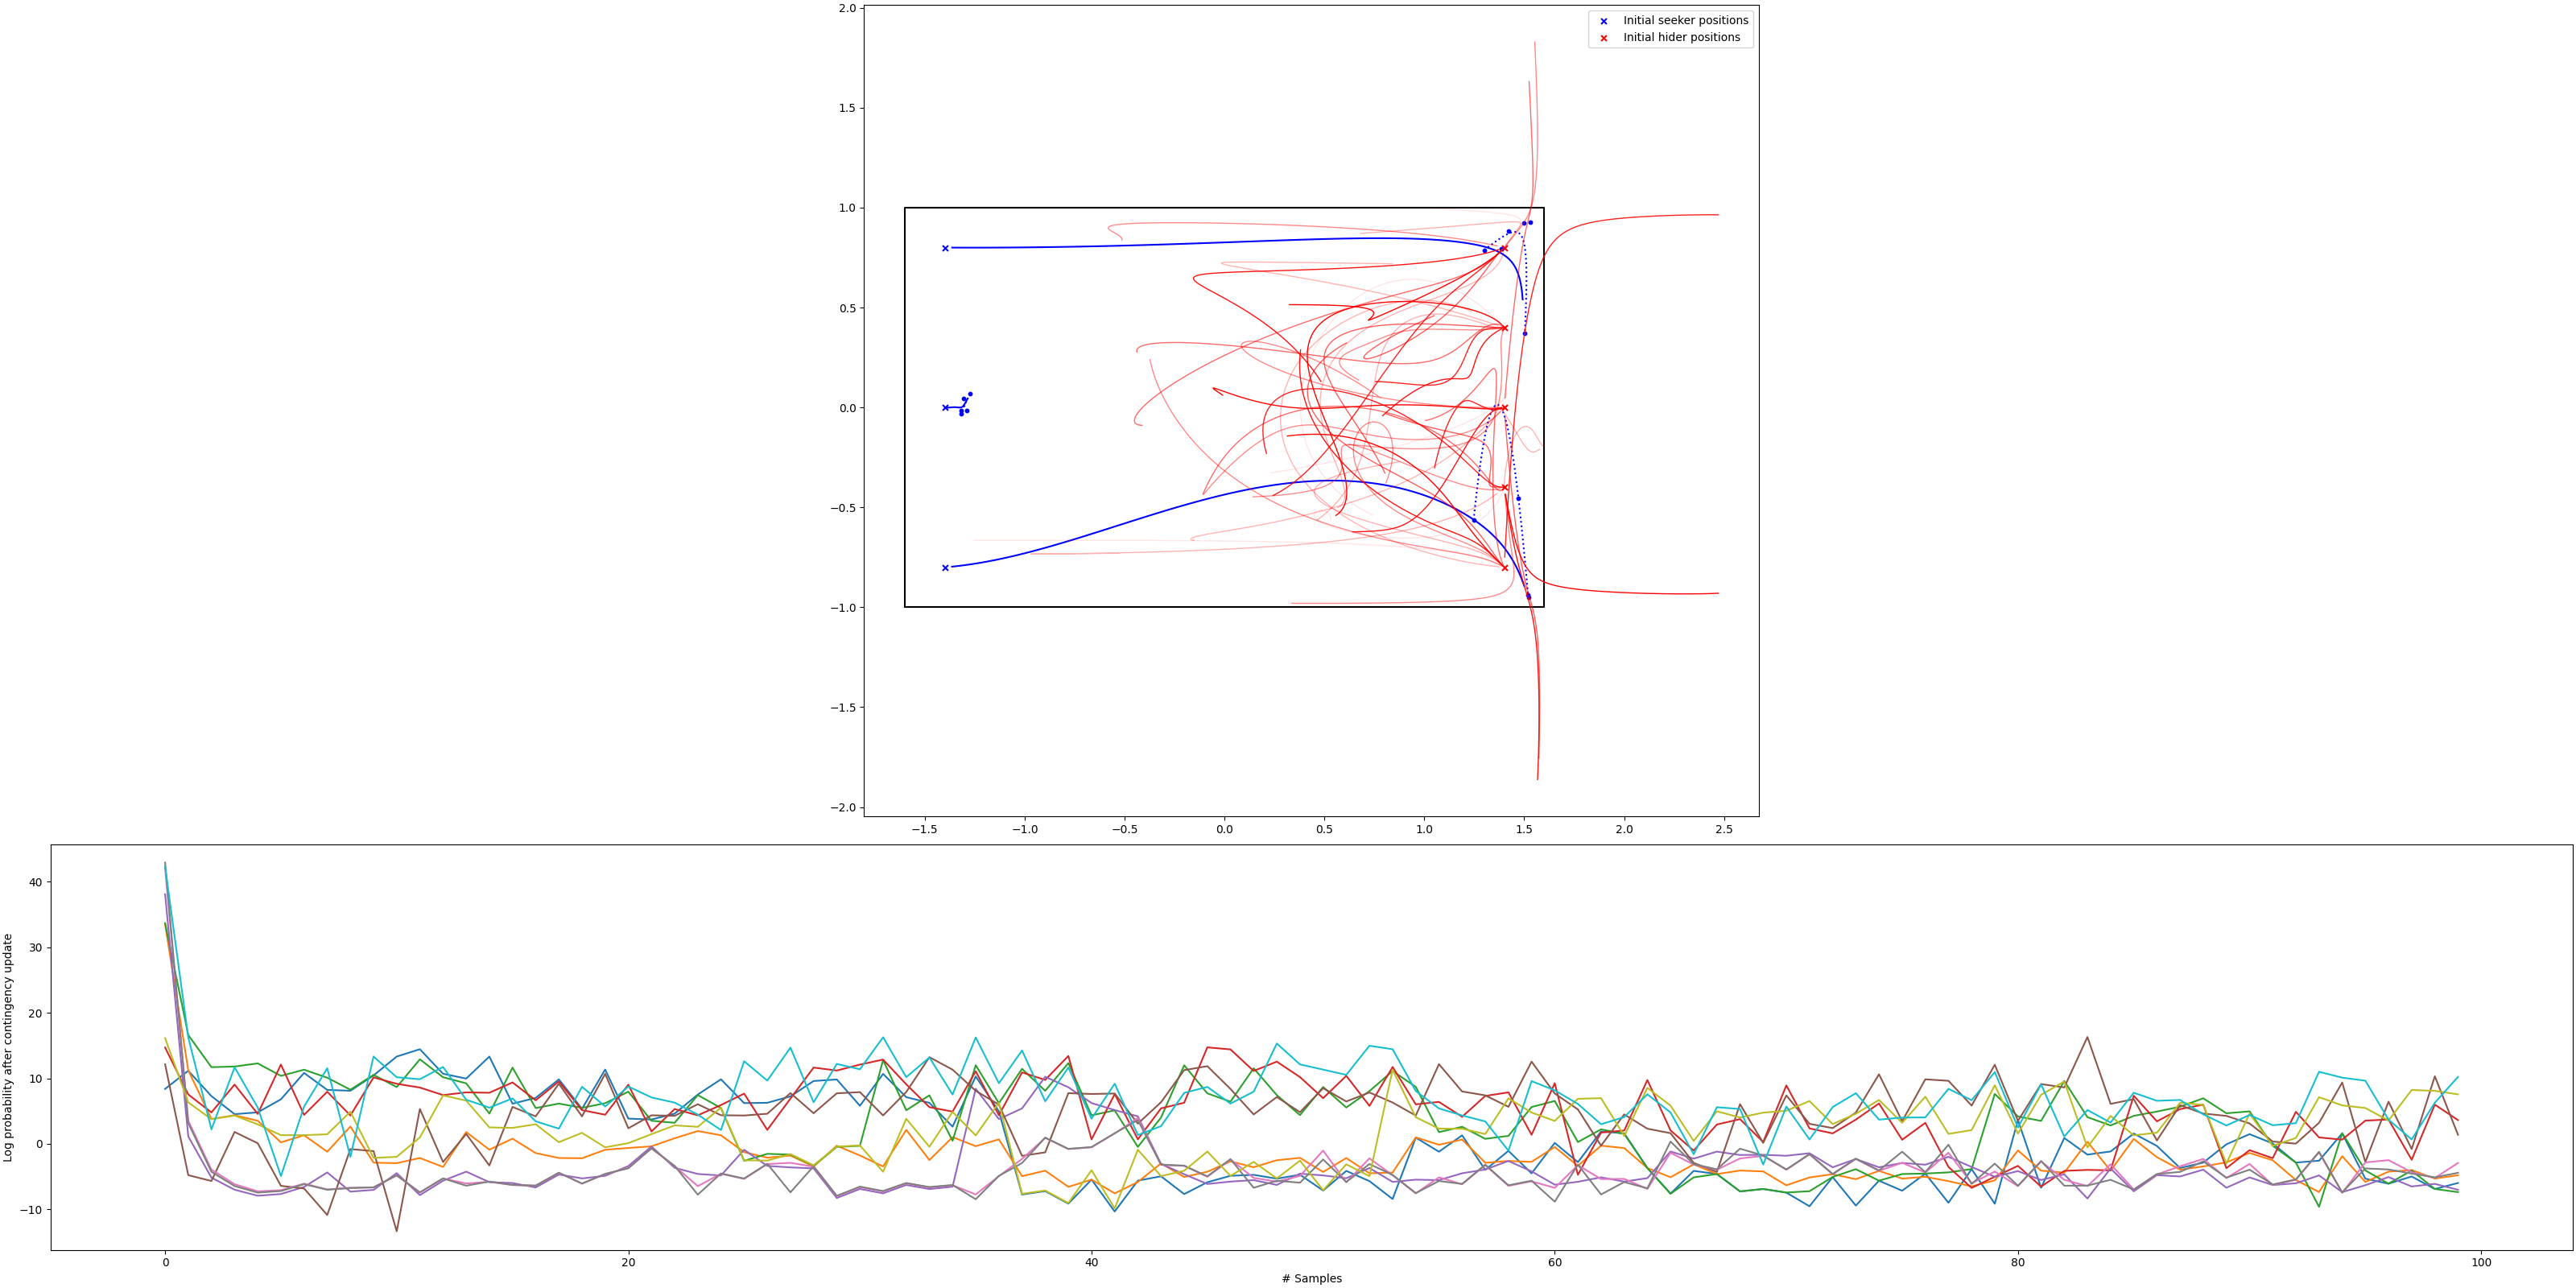 2.0
1.5
1.0
0.5
0.0
−0.5
−1.0
−1.5
−2.0
Initial seeker positions
Initial hider positions
−1.5 −1.0 −0.5 0.0 0.5 1.0 1.5 2.0 2.5
Log probability after contingency update
40
30
20
10
0
−10
0 20 40 60 80 100
# Samples